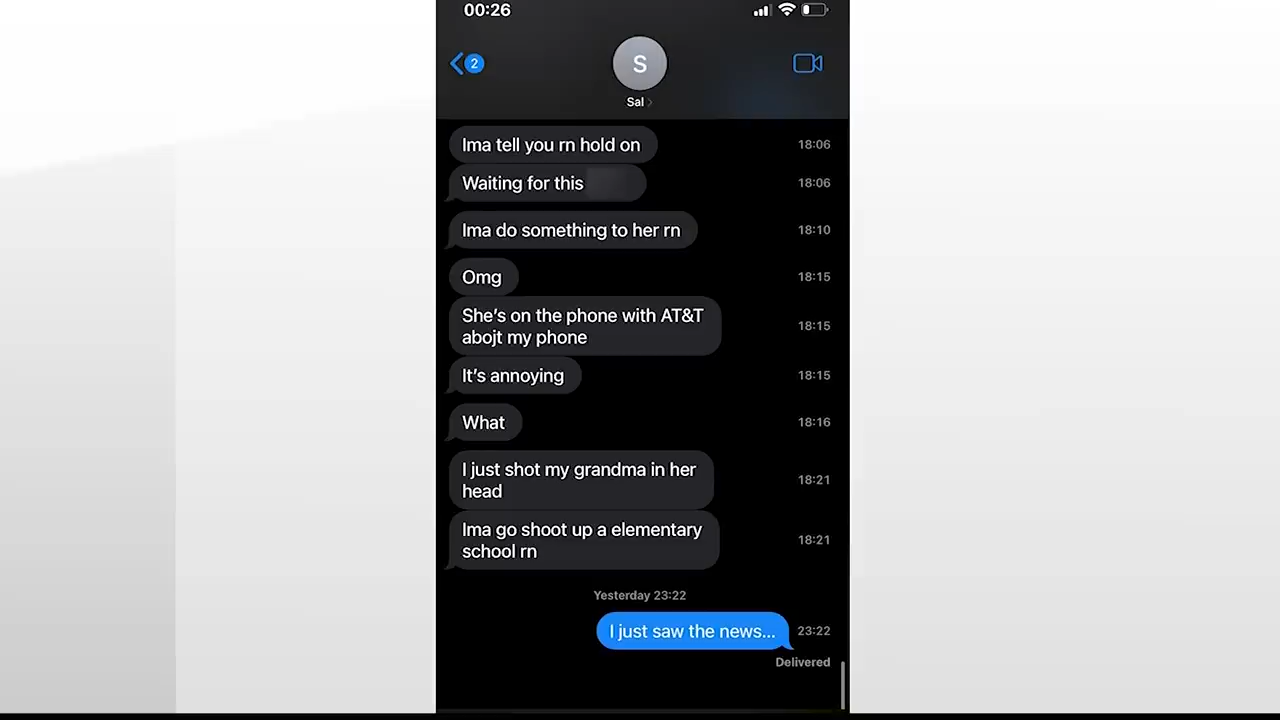 00:26
2
S
Sal
Ima tell you rn hold on
18:06
Waiting for this
18:06
Ima do something to her rn
18:10
Omg
18:15
She's on the phone with AT&T
abojt my phone
18:15
It's annoying
18:15
What
18:16
I just shot my grandma in her
head
18:21
Ima go shoot up a elementary
school rn
18:21
Yesterday 23:22
I just saw the news...
23:22
Delivered